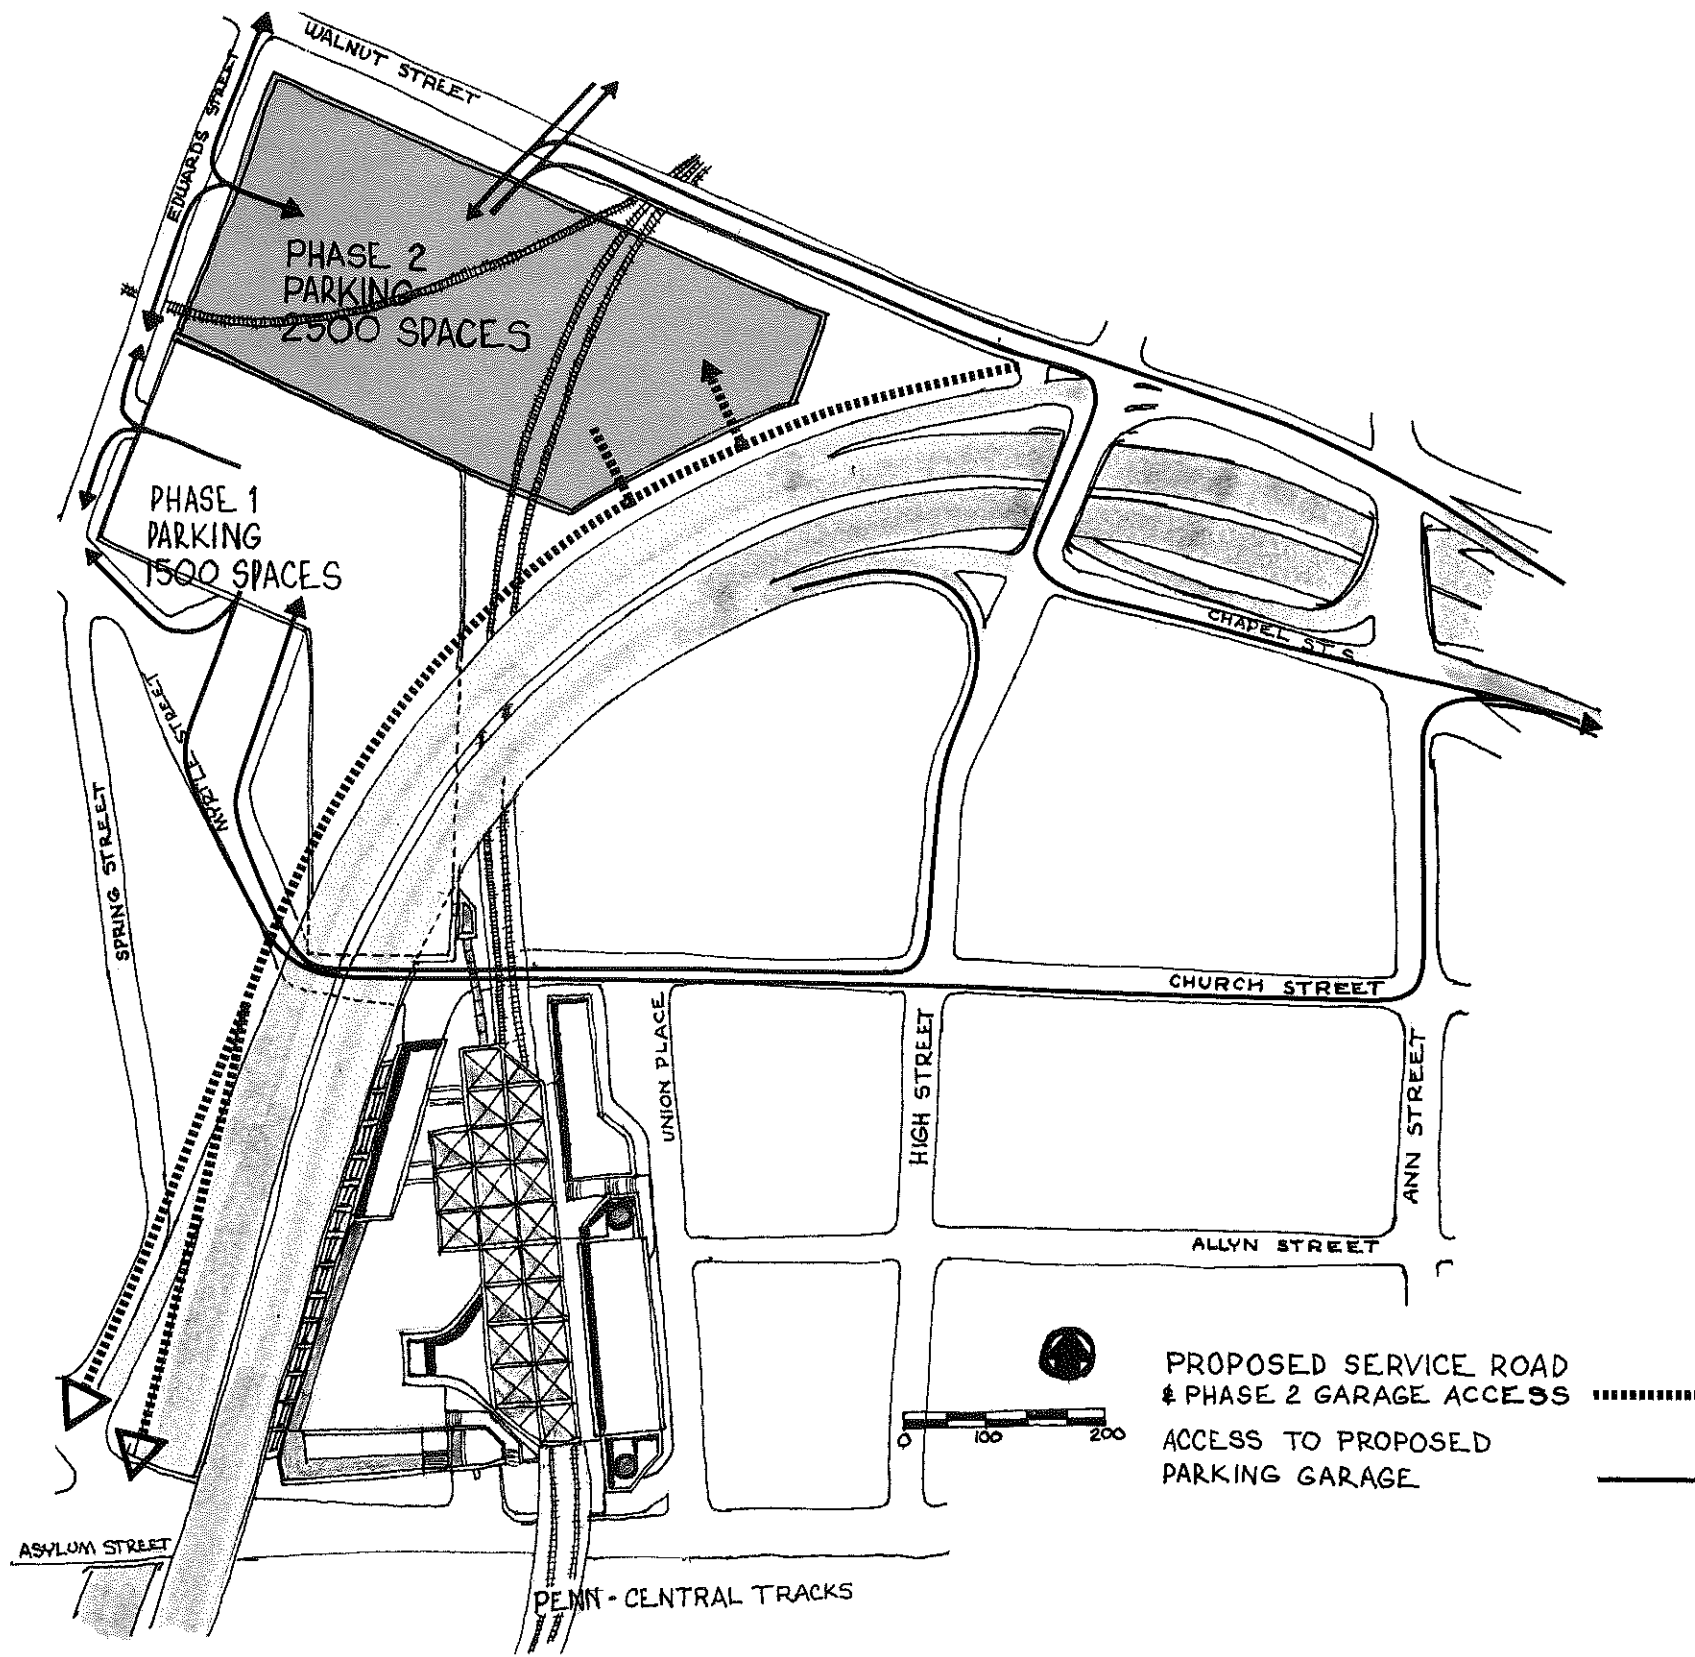 WALNUT STREET
EDWARDS STREET
PHASE 2
PARKING
2500 SPACES
PHASE 1
PARKING
1500 SPACES
CHAPEL ST. S.
MYRTLE STREET
SPRING STREET
CHURCH STREET
UNION PLACE
HIGH STREET
ANN STREET
ALLYN STREET
PROPOSED SERVICE ROAD
& PHASE 2 GARAGE ACCESS
0 100 200
ACCESS TO PROPOSED
PARKING GARAGE
ASYLUM STREET
PENN-CENTRAL TRACKS